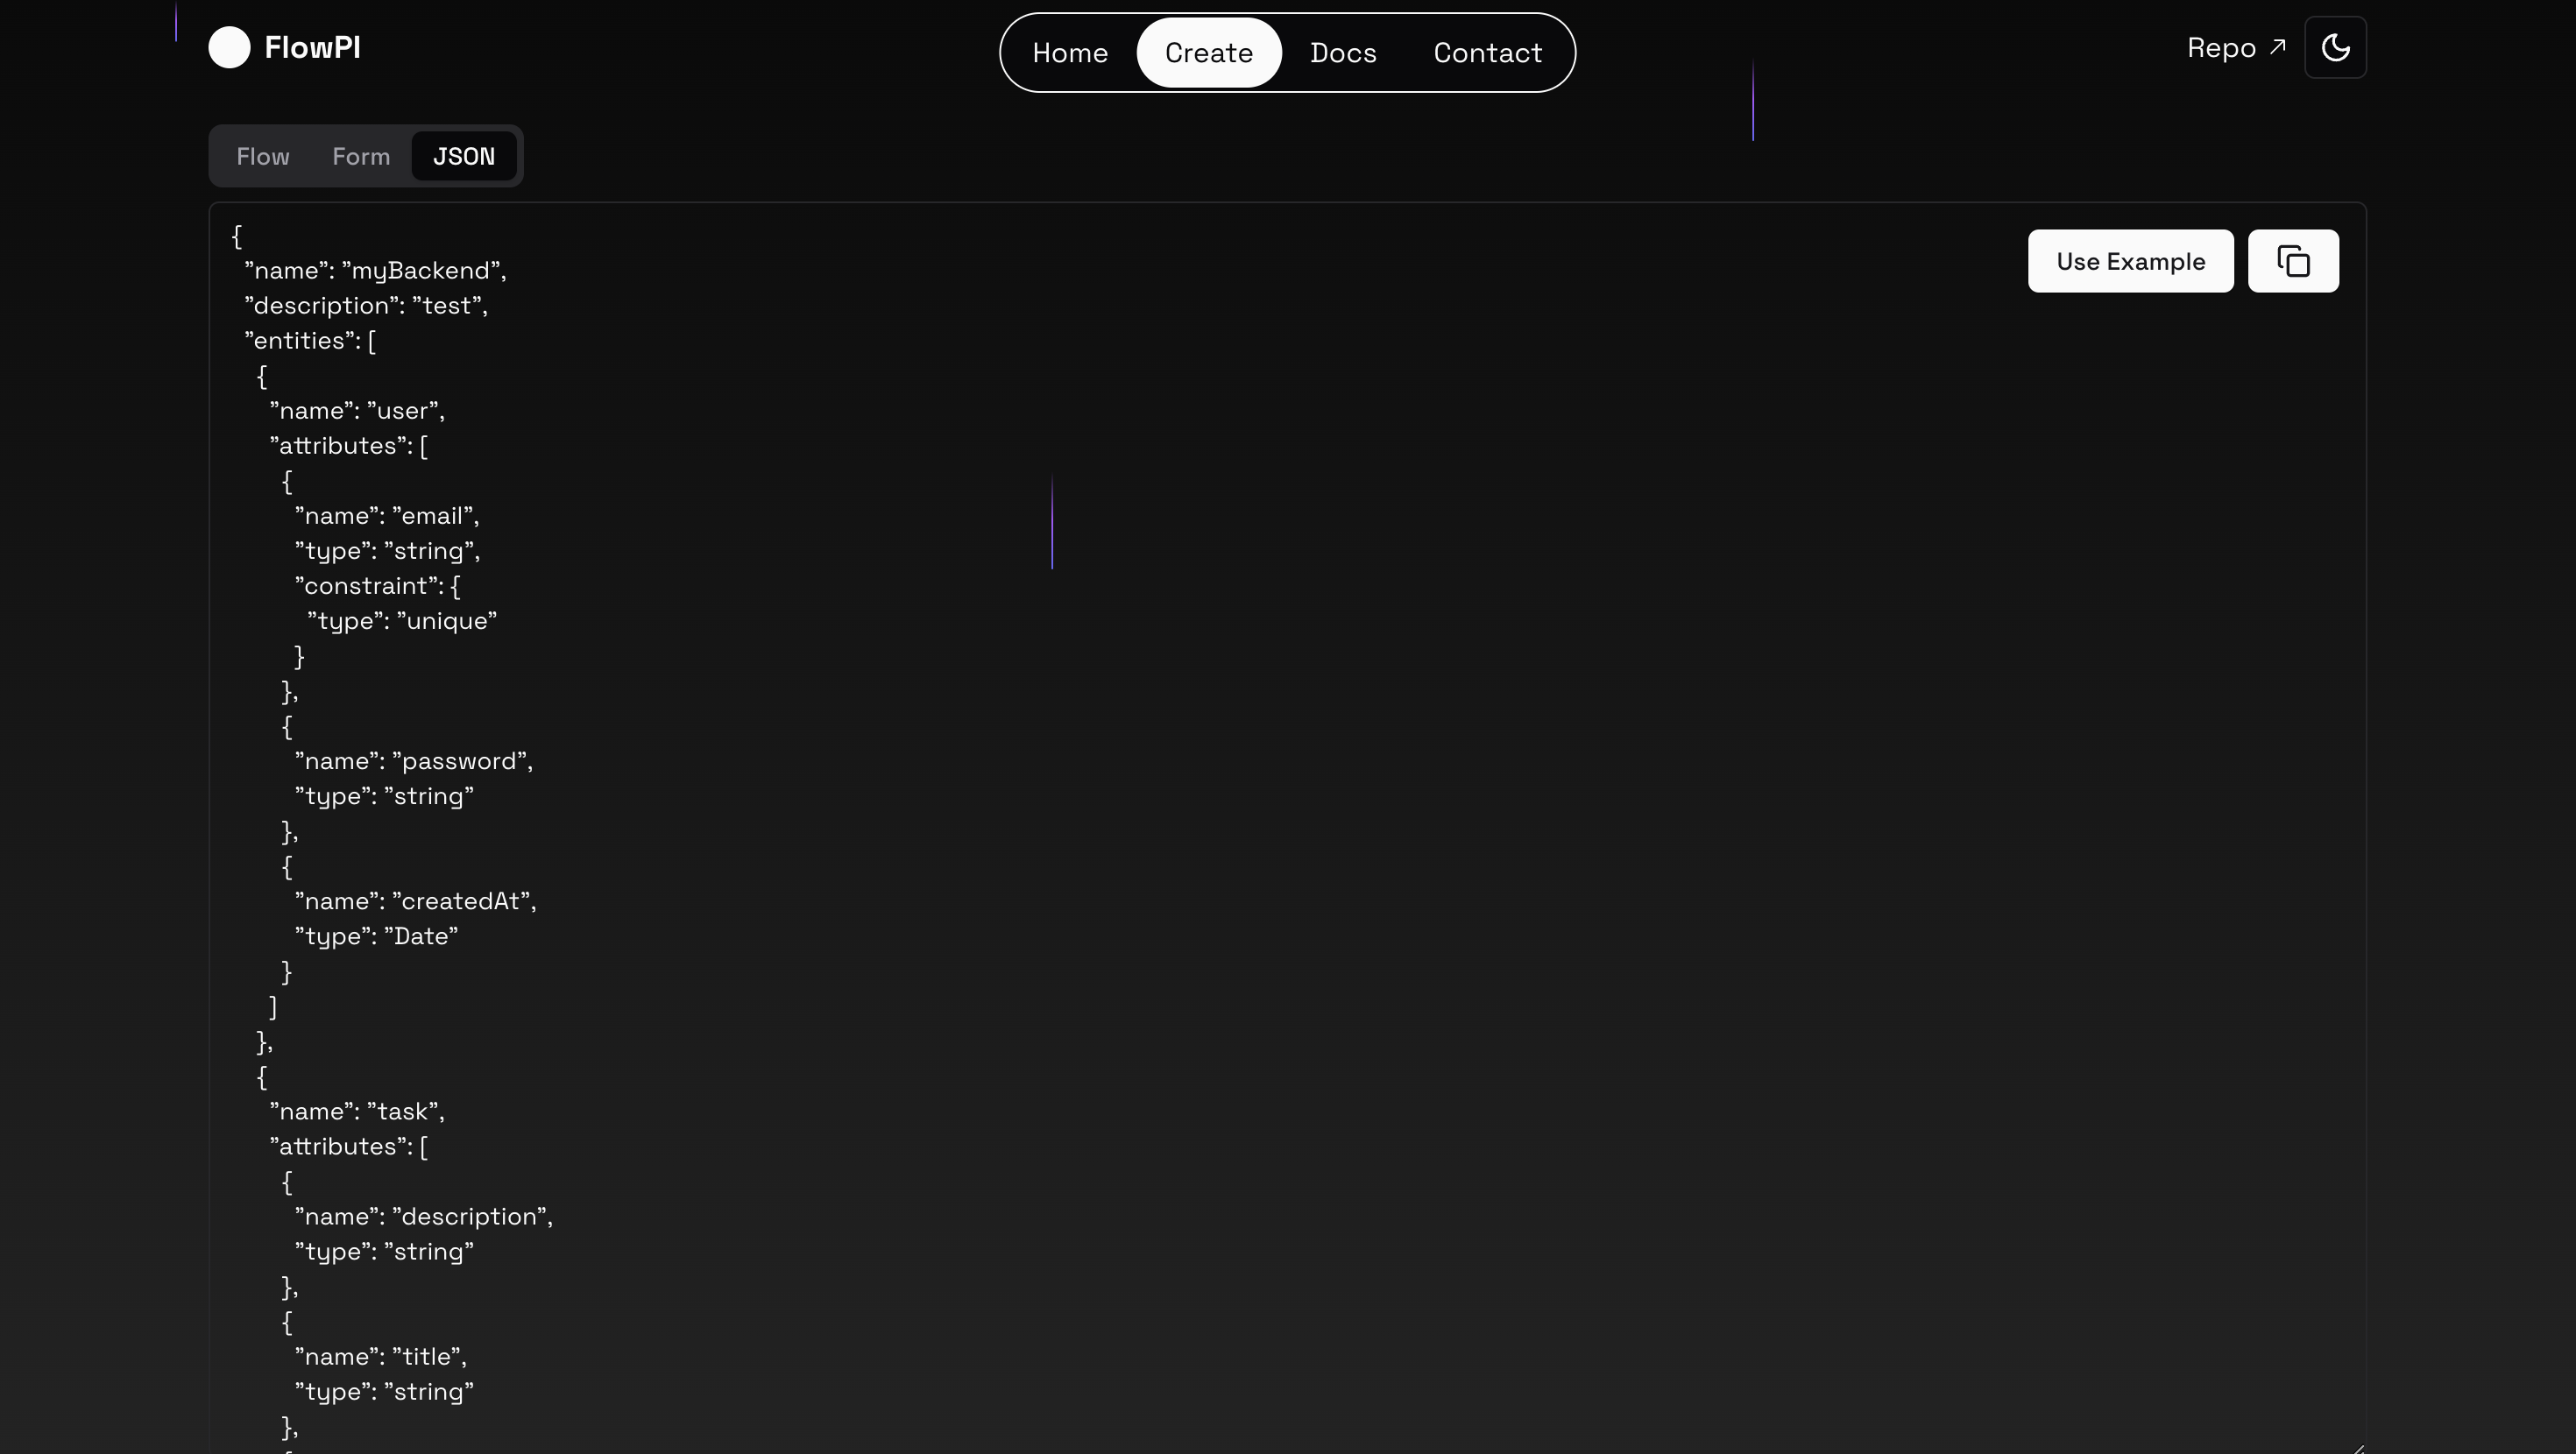 FlowPI
Home Create Docs Contact
Repo ↗
Flow Form JSON
Use Example
{
"name": "myBackend",
"description": "test",
"entities": [
{
"name": "user",
"attributes": [
{
"name": "email",
"type": "string",
"constraint": {
"type": "unique"
}
},
{
"name": "password",
"type": "string"
},
{
"name": "createdAt",
"type": "Date"
}
]
},
{
"name": "task",
"attributes": [
{
"name": "description",
"type": "string"
},
{
"name": "title",
"type": "string"
},